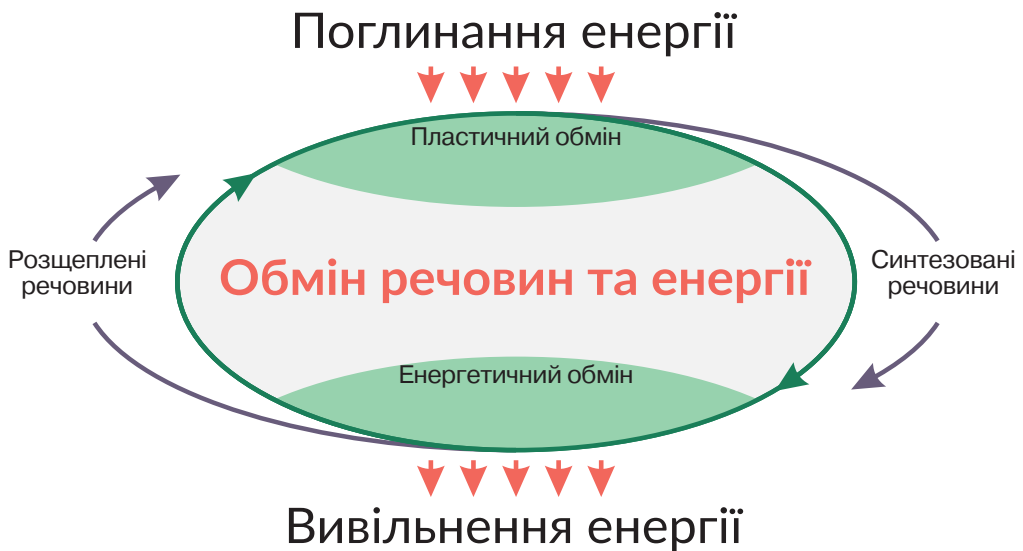 Поглинання енергії
Пластичний обмін
Розщеплені
речовини
Обмін речовин та енергії
Синтезовані
речовини
Енергетичний обмін
Вивільнення енергії